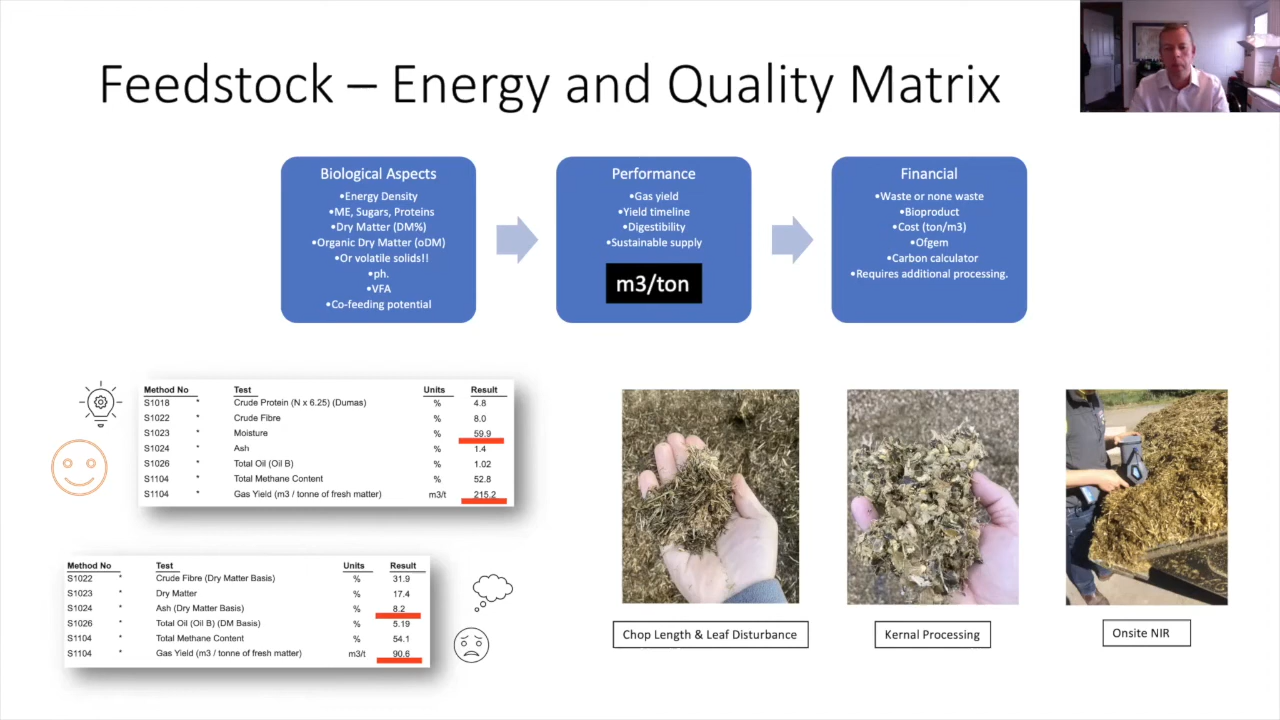 Feedstock – Energy and Quality Matrix
Biological Aspects
•Energy Density
•ME, Sugars, Proteins
•Dry Matter (DM%)
•Organic Dry Matter (oDM)
•Or volatile solids!!
•ph.
•VFA
•Co-feeding potential
Performance
•Gas yield
•Yield timeline
•Digestibility
•Sustainable supply
m3/ton
Financial
•Waste or none waste
•Bioproduct
•Cost (ton/m3)
•Ofgem
•Carbon calculator
•Requires additional processing.
Method No Test Units Result
S1018 * Crude Protein (N x 6.25) (Dumas) % 4.8
S1022 * Crude Fibre % 8.0
S1023 * Moisture % 59.9
S1024 * Ash % 1.4
S1026 * Total Oil (Oil B) % 1.02
S1104 * Total Methane Content % 52.8
S1104 * Gas Yield (m3 / tonne of fresh matter) m3/t 215.2
Method No Test Units Result
S1022 * Crude Fibre (Dry Matter Basis) % 31.9
S1023 * Dry Matter % 17.4
S1024 * Ash (Dry Matter Basis) % 8.2
S1026 * Total Oil (Oil B) (DM Basis) % 5.19
S1104 * Total Methane Content % 54.1
S1104 * Gas Yield (m3 / tonne of fresh matter) m3/t 90.6
Chop Length & Leaf Disturbance
Kernal Processing
Onsite NIR